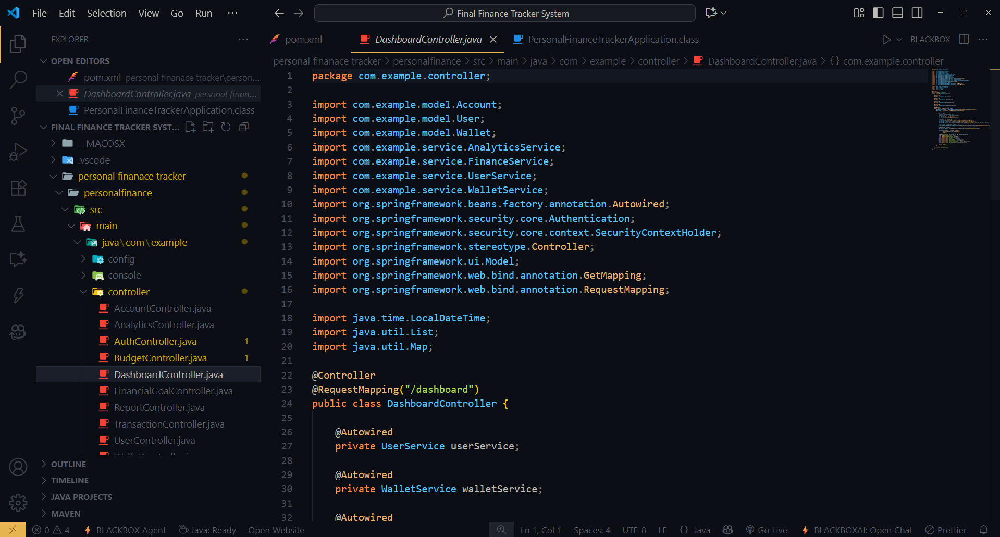 File Edit Selection View Go Run ···
Final Finance Tracker System
EXPLORER
OPEN EDITORS
pom.xml personal finanace tracker\person...
DashboardController.java personal finan...
PersonalFinanceTrackerApplication.class
FINAL FINANCE TRACKER SYST...
__MACOSX
.vscode
personal finanace tracker
personalfinance
src
main
java\com\example
config
console
controller
AccountController.java
AnalyticsController.java
AuthController.java 1
BudgetController.java 1
DashboardController.java
FinancialGoalController.java
ReportController.java
TransactionController.java
UserController.java
OUTLINE
TIMELINE
JAVA PROJECTS
MAVEN
pom.xml DashboardController.java PersonalFinanceTrackerApplication.class BLACKBOX
personal finanace tracker > personalfinance > src > main > java > com > example > controller > DashboardController.java > {} com.example.controller
1 package com.example.controller;
2
3 import com.example.model.Account;
4 import com.example.model.User;
5 import com.example.model.Wallet;
6 import com.example.service.AnalyticsService;
7 import com.example.service.FinanceService;
8 import com.example.service.UserService;
9 import com.example.service.WalletService;
10 import org.springframework.beans.factory.annotation.Autowired;
11 import org.springframework.security.core.Authentication;
12 import org.springframework.security.core.context.SecurityContextHolder;
13 import org.springframework.stereotype.Controller;
14 import org.springframework.ui.Model;
15 import org.springframework.web.bind.annotation.GetMapping;
16 import org.springframework.web.bind.annotation.RequestMapping;
17
18 import java.time.LocalDateTime;
19 import java.util.List;
20 import java.util.Map;
21
22 @Controller
23 @RequestMapping("/dashboard")
24 public class DashboardController {
25
26 @Autowired
27 private UserService userService;
28
29 @Autowired
30 private WalletService walletService;
31
32 @Autowired
0 4 BLACKBOX Agent Java: Ready Open Website Ln 1, Col 1 Spaces: 4 UTF-8 LF {} Java Go Live BLACKBOXAI: Open Chat Prettier